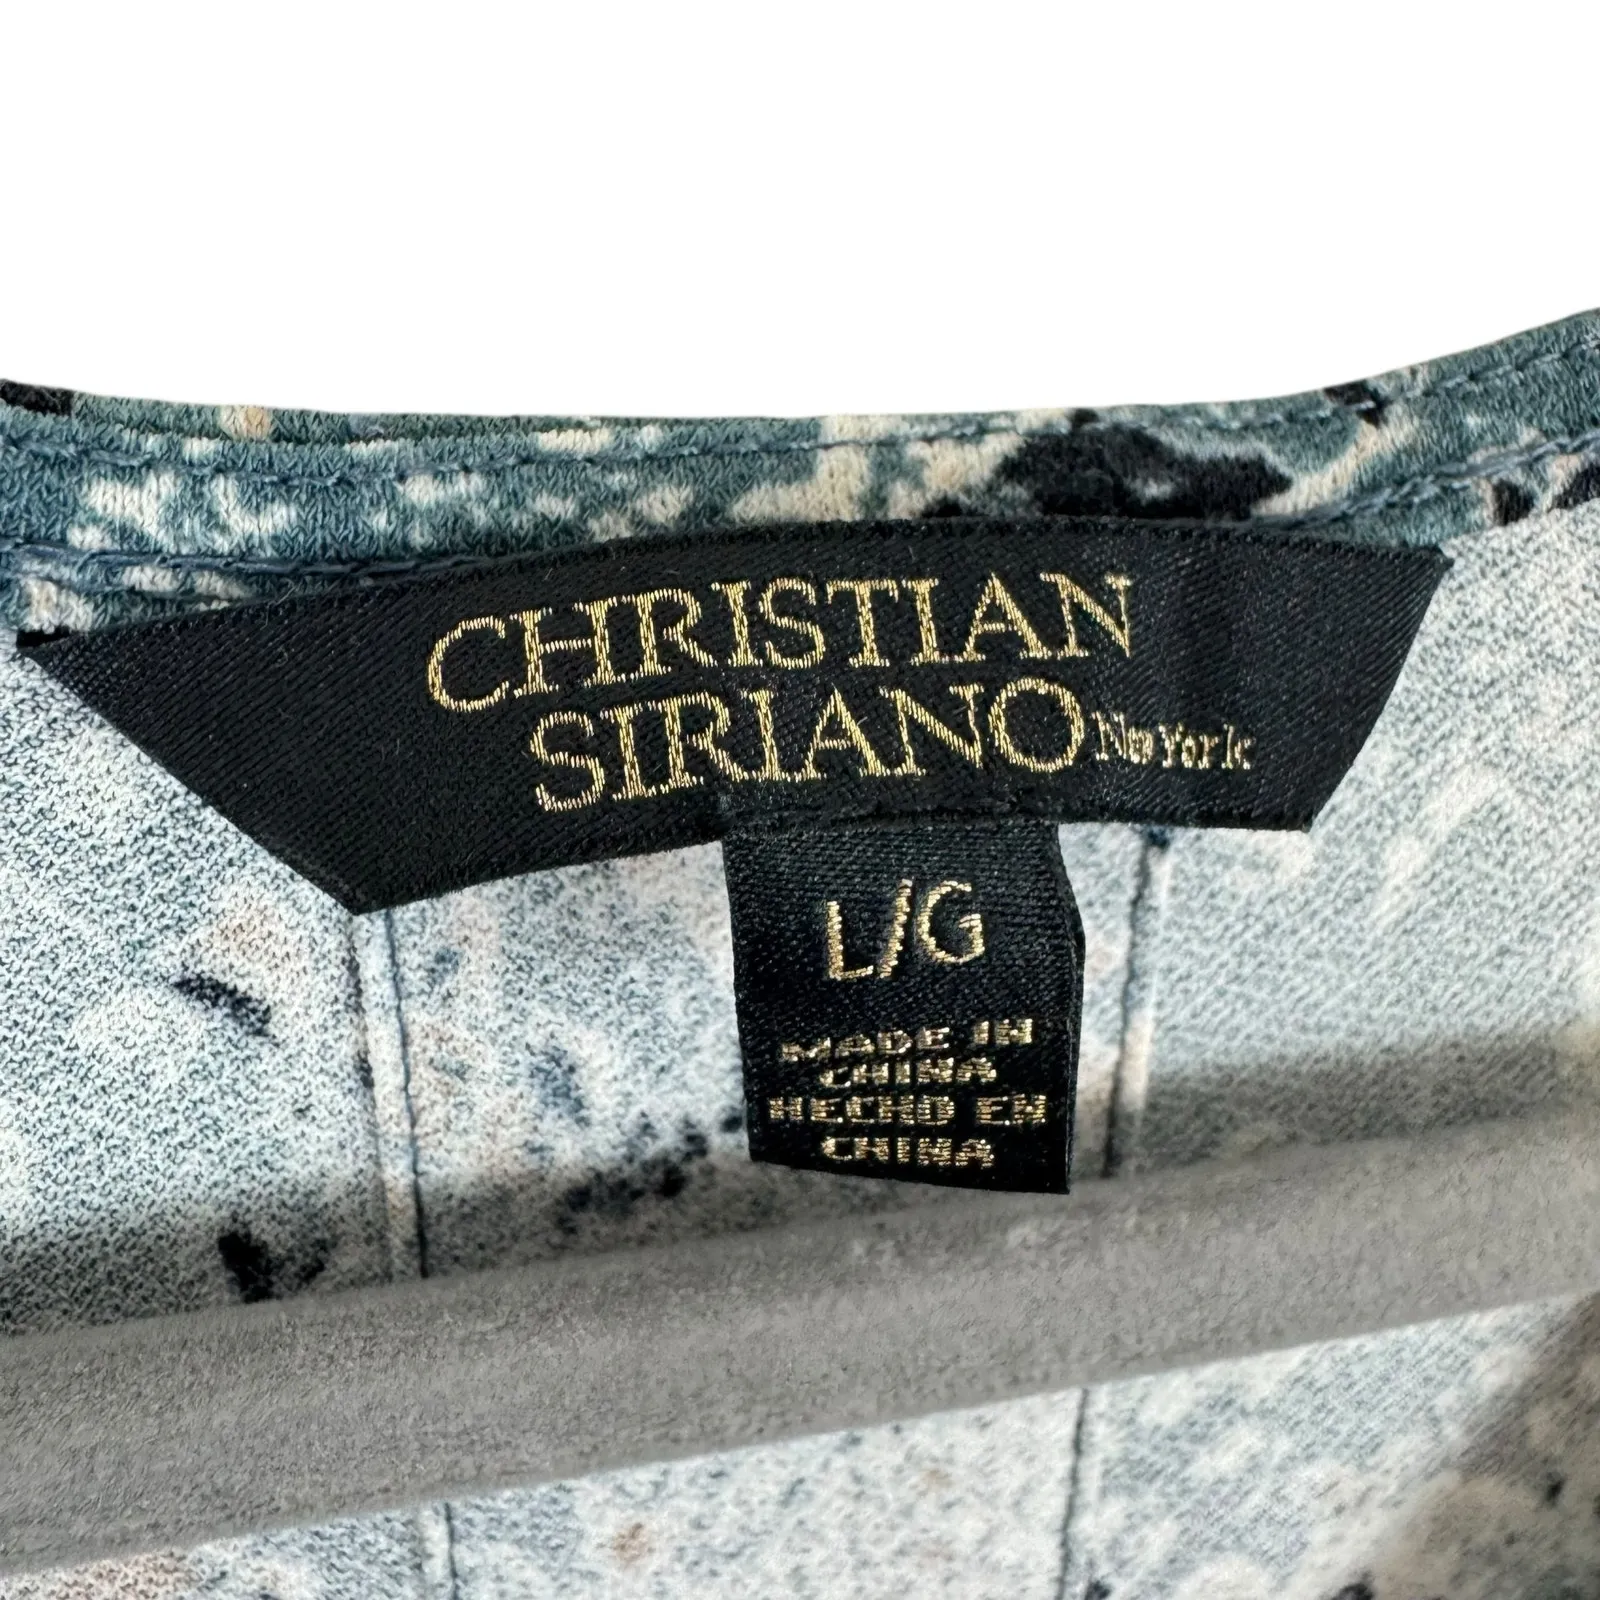 CHRISTIAN
SIRIANO New York
L/G
MADE IN
CHINA
HECHO EN
CHINA